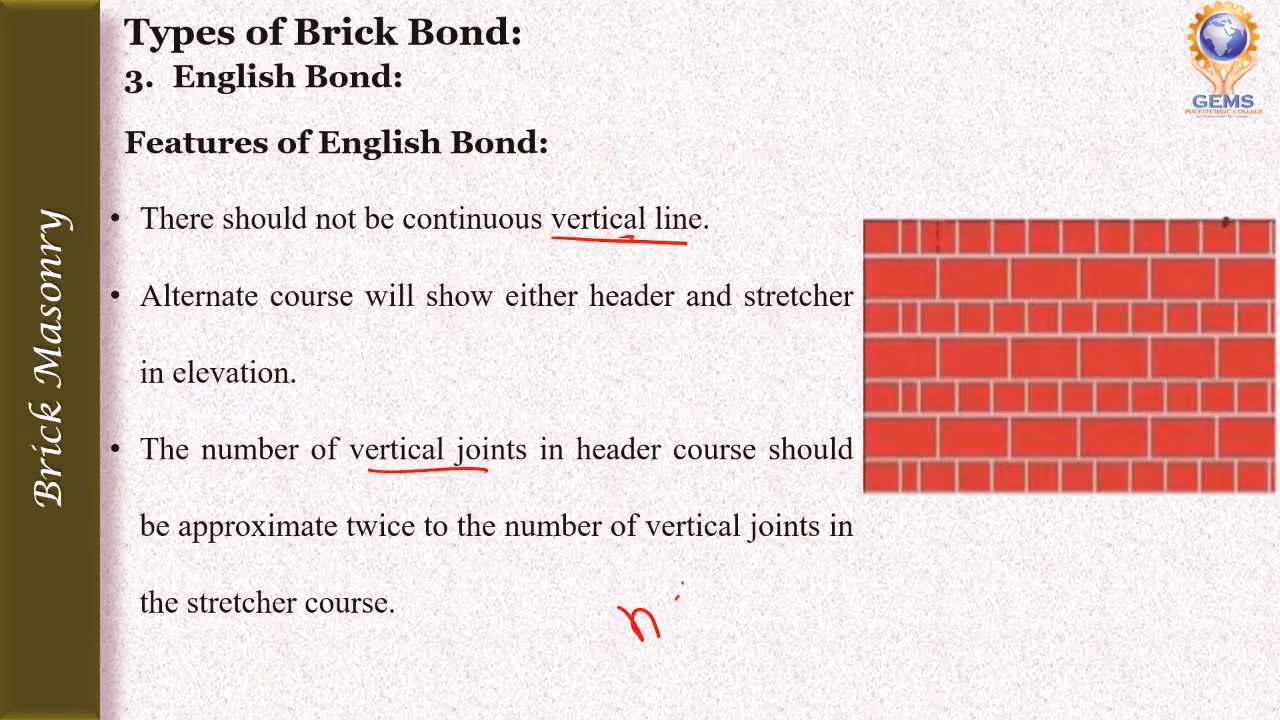 Types of Brick Bond:
3. English Bond:
GEMS
POLYTECHNIC COLLEGE
Features of English Bond:
Brick Masonry
• There should not be continuous vertical line.
• Alternate course will show either header and stretcher
in elevation.
• The number of vertical joints in header course should
be approximate twice to the number of vertical joints in
the stretcher course.
n